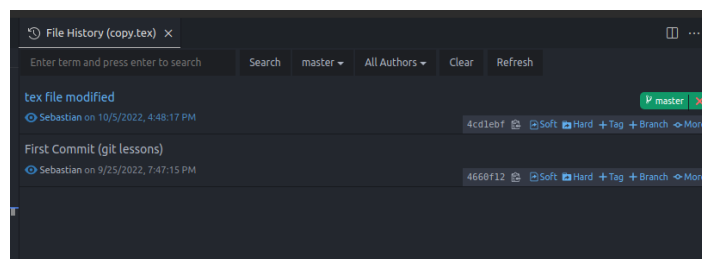 File History (copy.tex) ×
Enter term and press enter to search Search master All Authors Clear Refresh
tex file modified
master
Sebastian on 10/5/2022, 4:48:17 PM
4cd1ebf Soft Hard +Tag +Branch More
First Commit (git lessons)
Sebastian on 9/25/2022, 7:47:15 PM
4660f12 Soft Hard +Tag +Branch More